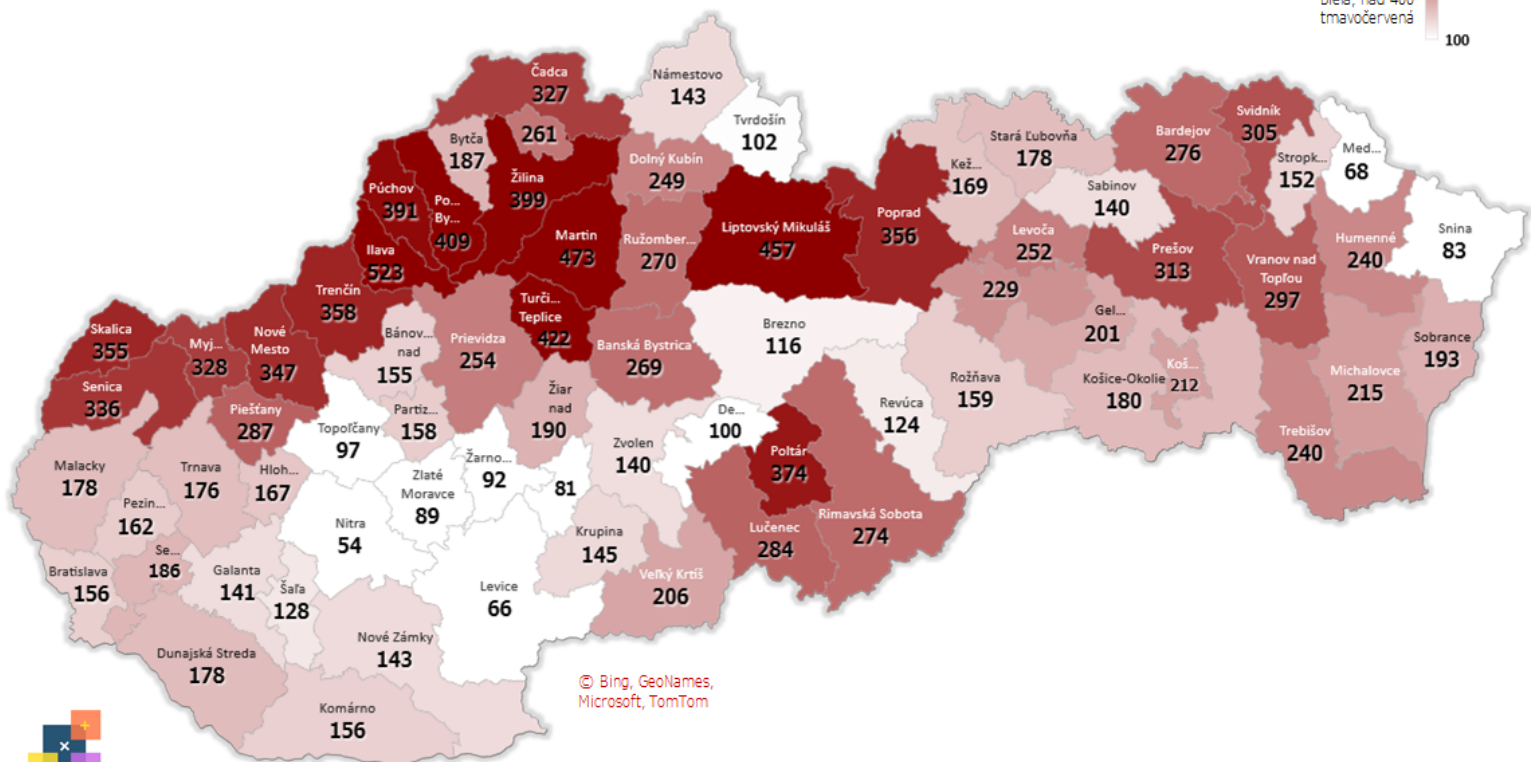 tmavočervená
100
Čadca
327
Námestovo
143
Tvrdošín
102
Bytča
187
261
Žilina
399
Dolný Kubín
249
Púchov
391
Po...
By...
409
Ilava
523
Martin
473
Ružomber...
270
Liptovský Mikuláš
457
Poprad
356
Kež...
169
Stará Ľubovňa
178
Sabinov
140
Bardejov
276
Svidník
305
Stropk...
152
Med...
68
Snina
83
Humenné
240
Vranov nad
Topľou
297
Prešov
313
Levoča
252
229
Gel...
201
Koš...
212
Košice-Okolie
180
Sobrance
193
Michalovce
215
Trebišov
240
Rožňava
159
Revúca
124
Brezno
116
Banská Bystrica
269
Turči...
Teplice
422
Prievidza
254
Trenčín
358
Bánov...
nad
155
Nové
Mesto
347
Myj...
328
Skalica
355
Senica
336
Piešťany
287
Topoľčany
97
Partiz...
158
Žiar
nad
190
Zvolen
140
De...
100
Poltár
374
Rimavská Sobota
274
Lučenec
284
Veľký Krtíš
206
Krupina
145
81
Žarno...
92
Zlaté
Moravce
89
Nitra
54
Levice
66
Hloh...
167
Trnava
176
Malacky
178
Pezin...
162
Se...
186
Bratislava
156
Galanta
141
Šaľa
128
Nové Zámky
143
Dunajská Streda
178
Komárno
156
© Bing, GeoNames,
Microsoft, TomTom